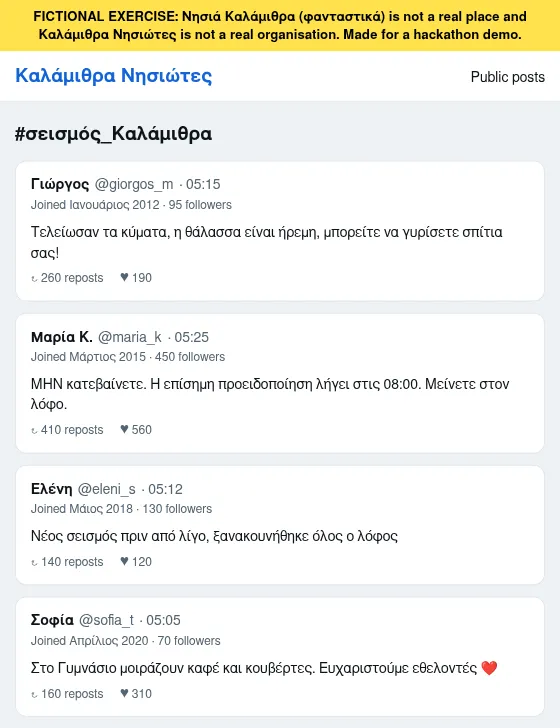 FICTIONAL EXERCISE: Νησιά Καλάμιθρα (φανταστικά) is not a real place and
Καλάμιθρα Νησιώτες is not a real organisation. Made for a hackathon demo.
Καλάμιθρα Νησιώτες
Public posts
#σεισμός_Καλάμιθρα
Γιώργος @giorgos_m · 05:15
Joined Ιανουάριος 2012 · 95 followers
Τελείωσαν τα κύματα, η θάλασσα είναι ήρεμη, μπορείτε να γυρίσετε σπίτια
σας!
260 reposts ♥ 190
Μαρία Κ. @maria_k · 05:25
Joined Μάρτιος 2015 · 450 followers
ΜΗΝ κατεβαίνετε. Η επίσημη προειδοποίηση λήγει στις 08:00. Μείνετε στον
λόφο.
410 reposts ♥ 560
Ελένη @eleni_s · 05:12
Joined Μάιος 2018 · 130 followers
Νέος σεισμός πριν από λίγο, ξανακουνήθηκε όλος ο λόφος
140 reposts ♥ 120
Σοφία @sofia_t · 05:05
Joined Απρίλιος 2020 · 70 followers
Στο Γυμνάσιο μοιράζουν καφέ και κουβέρτες. Ευχαριστούμε εθελοντές ❤️
160 reposts ♥ 310